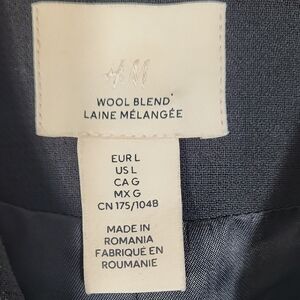 H&M
WOOL BLEND
LAINE MÉLANGÉE
EUR L
US L
CA G
MX G
CN 175/104B
MADE IN
ROMANIA
FABRIQUÉ EN
ROUMANIE